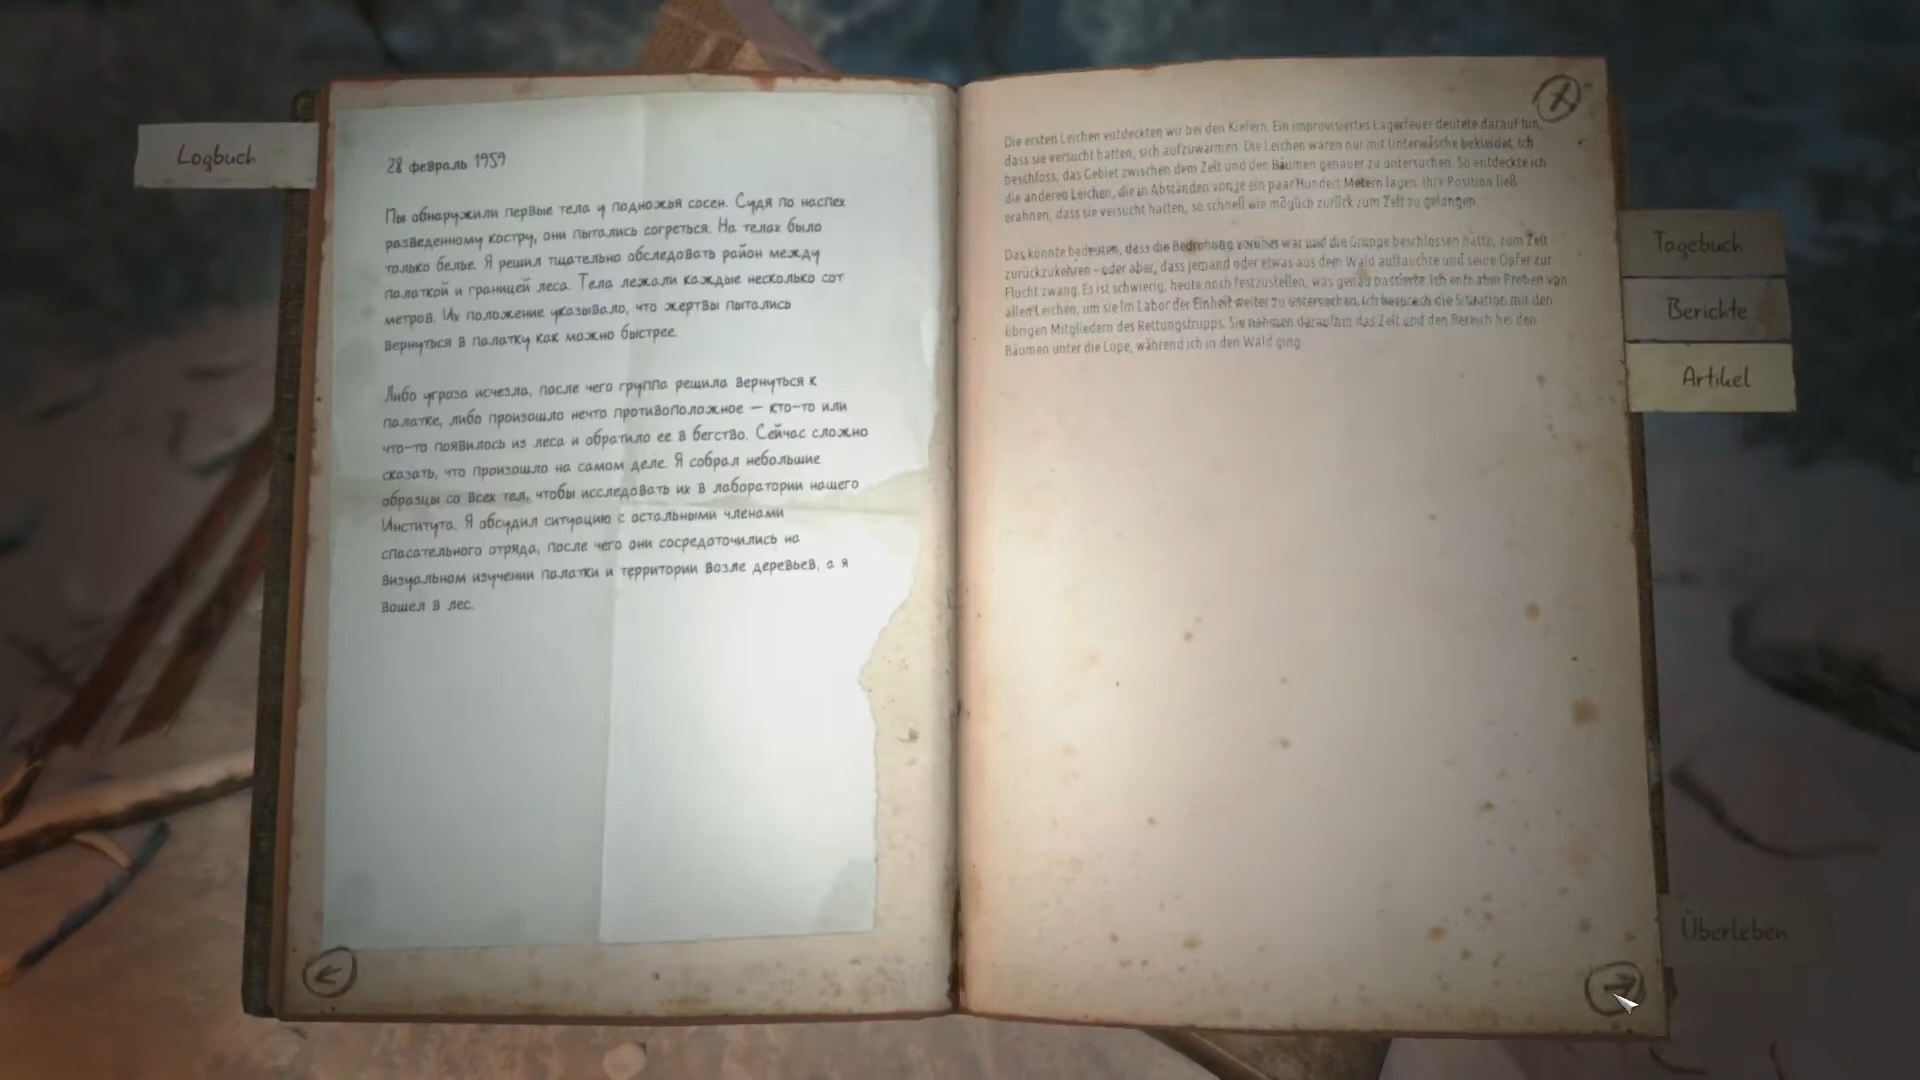 Logbuch
28 февраль 1959
Пы обнаружили первые тела у подножья сосен. Судя по наспех
разведенному костру, они пытались согреться. На телах было
только белье. Я решил тщательно обследовать район между
палаткой и границей леса. Тела лежали каждые несколько сот
метров. Их положение указывало, что жертвы пытались
вернуться в палатку как можно быстрее.
Либо угроза исчезла, после чего группа решила вернуться к
палатке, либо произошло нечто противоположное — кто-то или
что-то появилось из леса и обратило ее в бегство. Сейчас сложно
сказать, что произошло на самом деле. Я собрал небольшие
образцы со всех тел, чтобы исследовать их в лаборатории нашего
Института. Я обсудил ситуацию с остальными членами
спасательного отряда, после чего они сосредоточились на
визуальном изучении палатки и территории возле деревьев, а я
вошел в лес.
Die ersten Leichen entdeckten wir bei den Kiefern. Ein improvisiertes Lagerfeuer deutete darauf hin,
dass sie versucht hatten, sich aufzuwärmen. Die Leichen waren nur mit Unterwäsche bekleidet. Ich
beschloss, das Gebiet zwischen dem Zelt und den Bäumen genauer zu untersuchen. So entdeckte ich
die anderen Leichen, die in Abständen von je ein paar Hundert Metern lagen. Ihre Position ließ
erahnen, dass sie versucht hatten, so schnell wie möglich zurück zum Zelt zu gelangen.
Das könnte bedeuten, dass die Bedrohung vorüber war und die Gruppe beschlossen hatte, zum Zelt
zurückzukehren - oder aber, dass jemand oder etwas aus dem Wald auftauchte und seine Opfer zur
Flucht zwang. Es ist schwierig, heute noch festzustellen, was genau passierte. Ich entnahm Proben von
allen Leichen, um sie im Labor der Einheit weiter zu untersuchen. Ich besprach die Situation mit den
übrigen Mitgliedern des Rettungstrupps. Sie nahmen daraufhin das Zelt und den Bereich bei den
Bäumen unter die Lupe, während ich in den Wald ging.
Tagebuch
Berichte
Artikel
Überleben